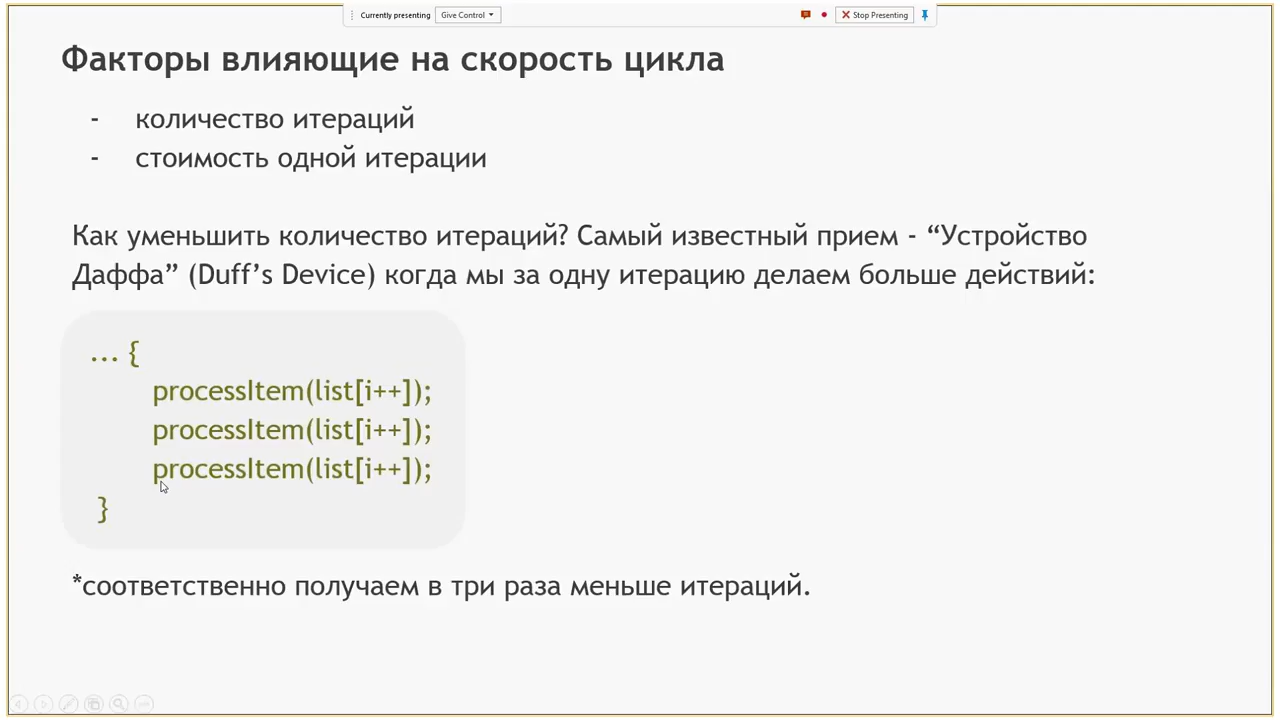 Currently presenting Give Control Stop Presenting
Факторы влияющие на скорость цикла
- количество итераций
- стоимость одной итерации
Как уменьшить количество итераций? Самый известный прием - “Устройство
Даффа” (Duff’s Device) когда мы за одну итерацию делаем больше действий:
... {
processItem(list[i++]);
processItem(list[i++]);
processItem(list[i++]);
}
*соответственно получаем в три раза меньше итераций.